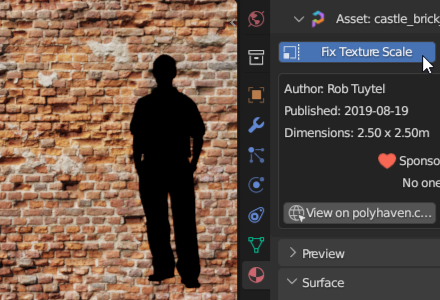 Asset: castle_brick
Fix Texture Scale
Author: Rob Tuytel
Published: 2019-08-19
Dimensions: 2.50 x 2.50m
Sponso
No one
View on polyhaven.c...
Preview
Surface